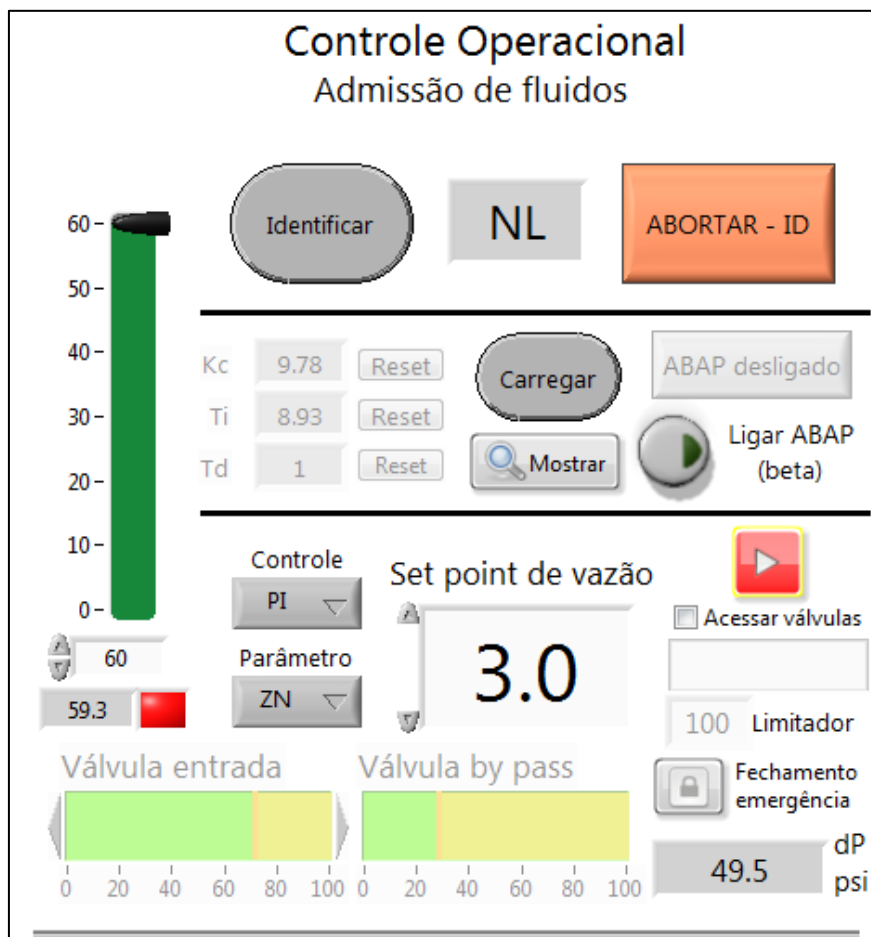 Controle Operacional
Admissão de fluidos
Identificar
NL
ABORTAR - ID
60
50
40
30
20
10
0
60
59.3
Kc 9.78 Reset
Ti 8.93 Reset
Td 1 Reset
Carregar
Mostrar
ABAP desligado
Ligar ABAP
(beta)
Controle
PI
Parâmetro
ZN
Set point de vazão
3.0
Acessar válvulas
100 Limitador
Fechamento
emergência
Válvula entrada
0 20 40 60 80 100
Válvula by pass
0 20 40 60 80 100
49.5
dP
psi